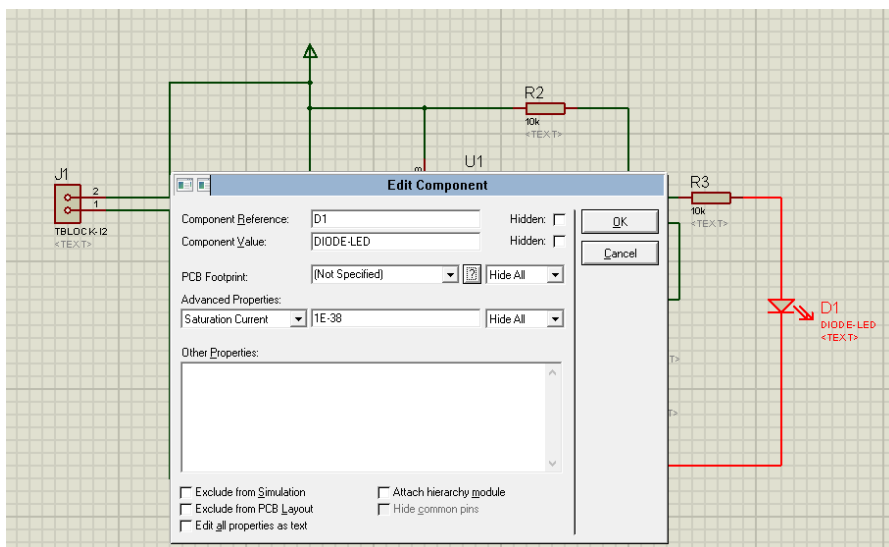 R2
10k
<TEXT>
U1
3
J1
2
1
TBLOCK-I2
<TEXT>
R3
10k
<TEXT>
D1
DIODE-LED
<TEXT>
Edit Component
Component Reference:
D1
Hidden:
OK
Component Value:
DIODE-LED
Hidden:
Cancel
PCB Footprint:
(Not Specified)
?
Hide All
Advanced Properties:
Saturation Current
1E-38
Hide All
Other Properties:
Exclude from Simulation
Attach hierarchy module
Exclude from PCB Layout
Hide common pins
Edit all properties as text